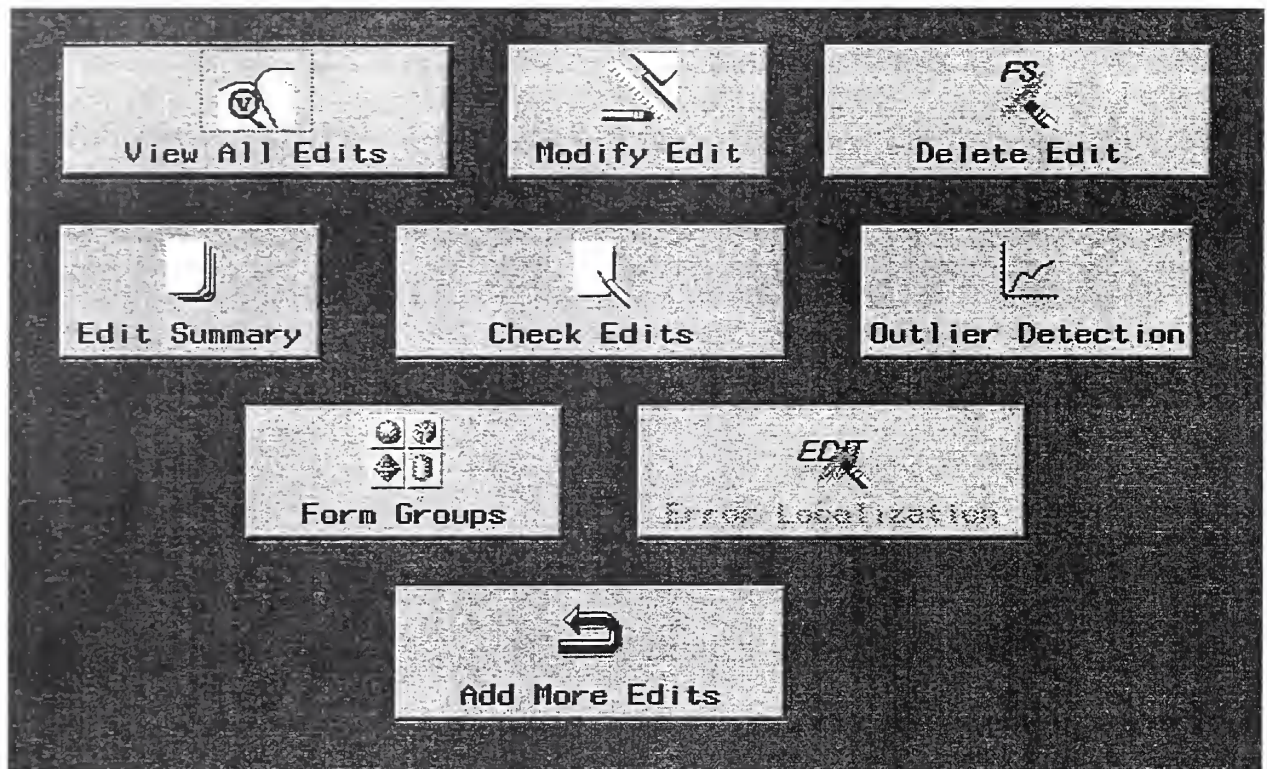 V
View All Edits
Modify Edit
FS
Delete Edit
Edit Summary
Check Edits
Outlier Detection
Form Groups
EDIT
Error Localization
Add More Edits